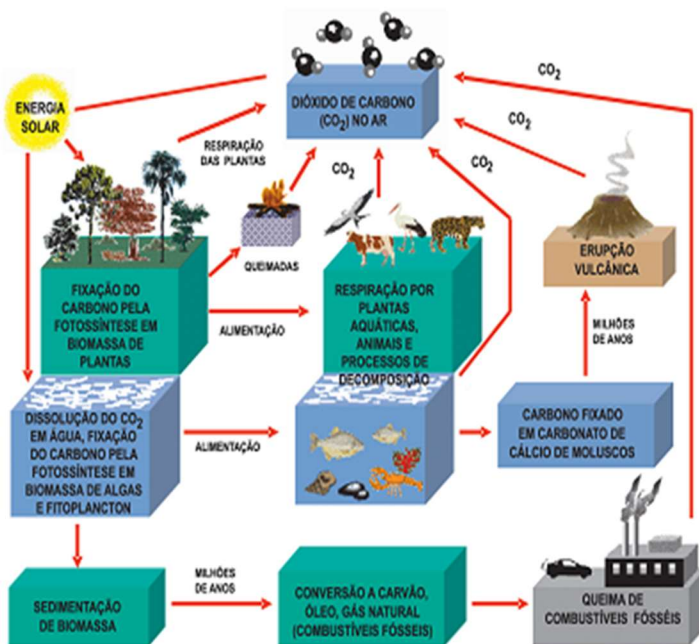 CO2
DIÓXIDO DE CARBONO
(CO2) NO AR
ENERGIA
SOLAR
CO2
RESPIRAÇÃO
DAS PLANTAS
CO2
CO2
QUEIMADAS
ERUPÇÃO
VULCÂNICA
FIXAÇÃO DO
CARBONO PELA
FOTOSSÍNTESE EM
BIOMASSA DE
PLANTAS
ALIMENTAÇÃO
RESPIRAÇÃO POR
PLANTAS
AQUÁTICAS,
ANIMAIS E
PROCESSOS DE
DECOMPOSIÇÃO
MILHÕES
DE ANOS
DISSOLUÇÃO DO CO2
EM ÁGUA, FIXAÇÃO
DO CARBONO PELA
FOTOSSÍNTESE EM
BIOMASSA DE ALGAS
E FITOPLANCTON
ALIMENTAÇÃO
CARBONO FIXADO
EM CARBONATO DE
CÁLCIO DE MOLUSCOS
SEDIMENTAÇÃO
DE BIOMASSA
MILHÕES
DE ANOS
CONVERSÃO A CARVÃO,
ÓLEO, GÁS NATURAL
(COMBUSTÍVEIS FÓSSEIS)
QUEIMA DE
COMBUSTÍVEIS FÓSSÉIS